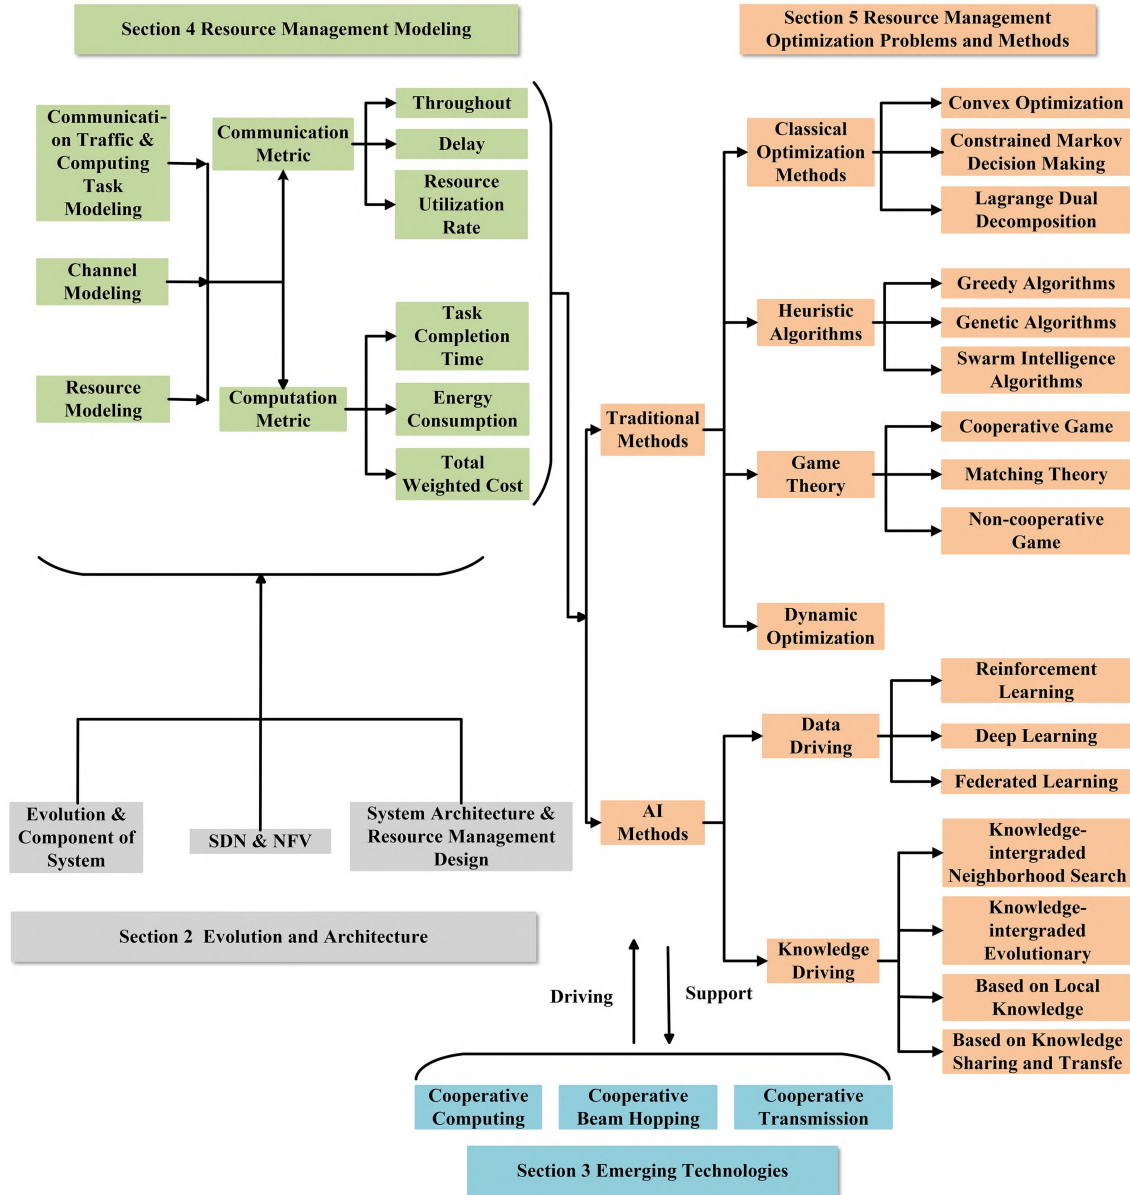 Section 4 Resource Management Modeling
Communicati-
on Traffic &
Computing
Task
Modeling
Channel
Modeling
Resource
Modeling
Communication
Metric
Computation
Metric
Throughout
Delay
Resource
Utilization
Rate
Task
Completion
Time
Energy
Consumption
Total
Weighted Cost
Evolution &
Component of
System
SDN & NFV
System Architecture &
Resource Management
Design
Section 2 Evolution and Architecture
Section 5 Resource Management
Optimization Problems and Methods
Traditional
Methods
AI
Methods
Classical
Optimization
Methods
Convex Optimization
Constrained Markov
Decision Making
Lagrange Dual
Decomposition
Heuristic
Algorithms
Greedy Algorithms
Genetic Algorithms
Swarm Intelligence
Algorithms
Game
Theory
Cooperative Game
Matching Theory
Non-cooperative
Game
Dynamic
Optimization
Data
Driving
Reinforcement
Learning
Deep Learning
Federated Learning
Knowledge
Driving
Knowledge-
intergraded
Neighborhood Search
Knowledge-
intergraded
Evolutionary
Based on Local
Knowledge
Based on Knowledge
Sharing and Transfe
Driving
Support
Cooperative
Computing
Cooperative
Beam Hopping
Cooperative
Transmission
Section 3 Emerging Technologies